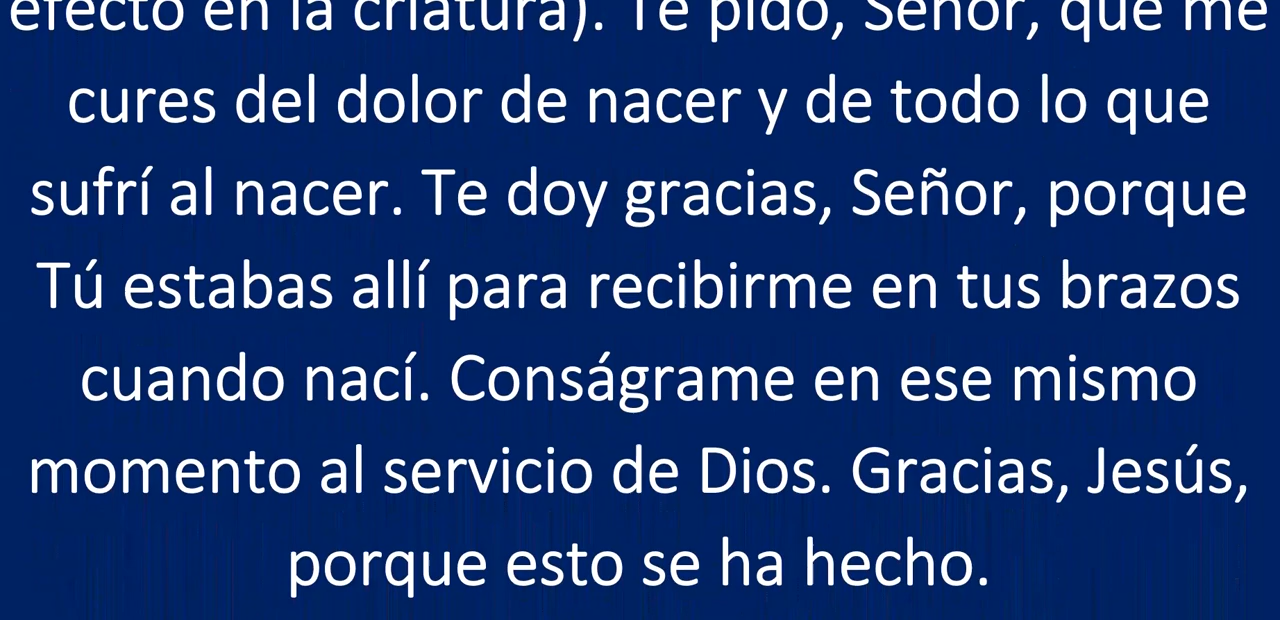 efecto en la criatura). Te pido, Señor, que me
cures del dolor de nacer y de todo lo que
sufrí al nacer. Te doy gracias, Señor, porque
Tú estabas allí para recibirme en tus brazos
cuando nací. Conságrame en ese mismo
momento al servicio de Dios. Gracias, Jesús,
porque esto se ha hecho.